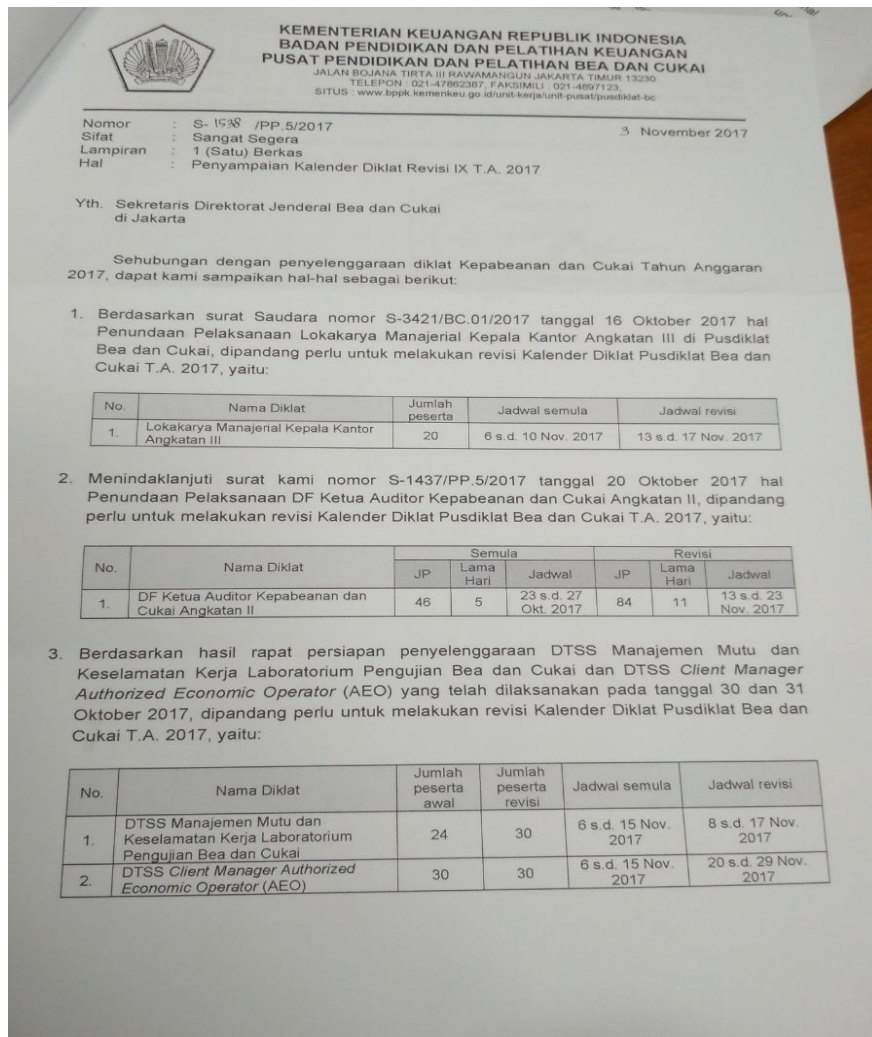 KEMENTERIAN KEUANGAN REPUBLIK INDONESIA
BADAN PENDIDIKAN DAN PELATIHAN KEUANGAN
PUSAT PENDIDIKAN DAN PELATIHAN BEA DAN CUKAI
JALAN BOJANA TIRTA III RAWAMANGUN JAKARTA TIMUR 13230
TELEPON : 021-47862387, FAKSIMILI : 021-4897123,
SITUS : www.bppk.kemenkeu.go.id/unit-kerja/unit-pusat/pusdiklat-bc
Nomor : S- 1538 /PP.5/2017 3 November 2017
Sifat : Sangat Segera
Lampiran : 1 (Satu) Berkas
Hal : Penyampaian Kalender Diklat Revisi IX T.A. 2017
Yth. Sekretaris Direktorat Jenderal Bea dan Cukai
di Jakarta
Sehubungan dengan penyelenggaraan diklat Kepabeanan dan Cukai Tahun Anggaran
2017, dapat kami sampaikan hal-hal sebagai berikut:
1. Berdasarkan surat Saudara nomor S-3421/BC.01/2017 tanggal 16 Oktober 2017 hal
Penundaan Pelaksanaan Lokakarya Manajerial Kepala Kantor Angkatan III di Pusdiklat
Bea dan Cukai, dipandang perlu untuk melakukan revisi Kalender Diklat Pusdiklat Bea dan
Cukai T.A. 2017, yaitu:
No. Nama Diklat Jumlah peserta Jadwal semula Jadwal revisi
1. Lokakarya Manajerial Kepala Kantor Angkatan III 20 6 s.d. 10 Nov. 2017 13 s.d. 17 Nov. 2017
2. Menindaklanjuti surat kami nomor S-1437/PP.5/2017 tanggal 20 Oktober 2017 hal
Penundaan Pelaksanaan DF Ketua Auditor Kepabeanan dan Cukai Angkatan II, dipandang
perlu untuk melakukan revisi Kalender Diklat Pusdiklat Bea dan Cukai T.A. 2017, yaitu:
No. Nama Diklat Semula Revisi
JP Lama Hari Jadwal JP Lama Hari Jadwal
1. DF Ketua Auditor Kepabeanan dan Cukai Angkatan II 46 5 23 s.d. 27 Okt. 2017 84 11 13 s.d. 23 Nov. 2017
3. Berdasarkan hasil rapat persiapan penyelenggaraan DTSS Manajemen Mutu dan
Keselamatan Kerja Laboratorium Pengujian Bea dan Cukai dan DTSS Client Manager
Authorized Economic Operator (AEO) yang telah dilaksanakan pada tanggal 30 dan 31
Oktober 2017, dipandang perlu untuk melakukan revisi Kalender Diklat Pusdiklat Bea dan
Cukai T.A. 2017, yaitu:
No. Nama Diklat Jumlah peserta awal Jumlah peserta revisi Jadwal semula Jadwal revisi
1. DTSS Manajemen Mutu dan Keselamatan Kerja Laboratorium Pengujian Bea dan Cukai 24 30 6 s.d. 15 Nov. 2017 8 s.d. 17 Nov. 2017
2. DTSS Client Manager Authorized Economic Operator (AEO) 30 30 6 s.d. 15 Nov. 2017 20 s.d. 29 Nov. 2017